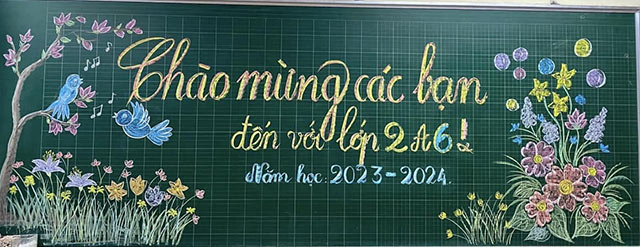 Chào mừng các bạn
đến với lớp 2A6!
Năm học: 2023-2024.